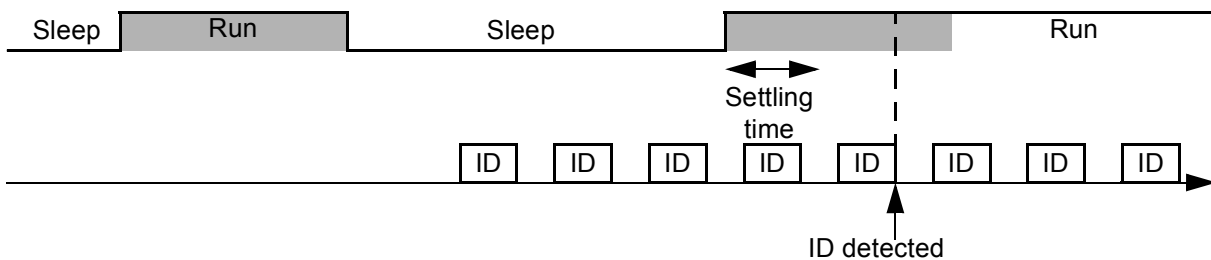 Sleep Run Sleep Run
Settling
time
ID ID ID ID ID ID ID ID
ID detected